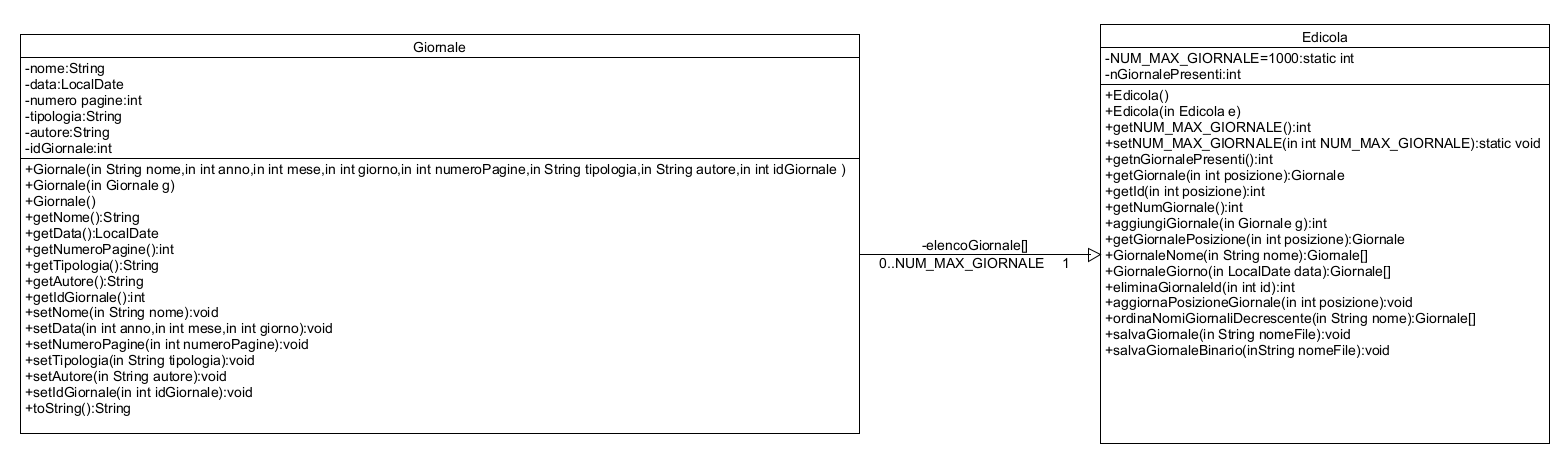 Giornale
-nome:String
-data:LocalDate
-numero pagine:int
-tipologia:String
-autore:String
-idGiornale:int
+Giornale(in String nome,in int anno,in int mese,in int giorno,in int numeroPagine,in String tipologia,in String autore,in int idGiornale )
+Giornale(in Giornale g)
+Giornale()
+getNome():String
+getData():LocalDate
+getNumeroPagine():int
+getTipologia():String
+getAutore():String
+getIdGiornale():int
+setNome(in String nome):void
+setData(in int anno,in int mese,in int giorno):void
+setNumeroPagine(in int numeroPagine):void
+setTipologia(in String tipologia):void
+setAutore(in String autore):void
+setIdGiornale(in int idGiornale):void
+toString():String
-elencoGiornale[]
0..NUM_MAX_GIORNALE 1
Edicola
-NUM_MAX_GIORNALE=1000:static int
-nGiornalePresenti:int
+Edicola()
+Edicola(in Edicola e)
+getNUM_MAX_GIORNALE():int
+setNUM_MAX_GIORNALE(in int NUM_MAX_GIORNALE):static void
+getnGiornalePresenti():int
+getGiornale(in int posizione):Giornale
+getId(in int posizione):int
+getNumGiornale():int
+aggiungiGiornale(in Giornale g):int
+getGiornalePosizione(in int posizione):Giornale
+GiornaleNome(in String nome):Giornale[]
+GiornaleGiorno(in LocalDate data):Giornale[]
+eliminaGiornaleId(in int id):int
+aggiornaPosizioneGiornale(in int posizione):void
+ordinaNomiGiornaliDecrescente(in String nome):Giornale[]
+salvaGiornale(in String nomeFile):void
+salvaGiornaleBinario(inString nomeFile):void